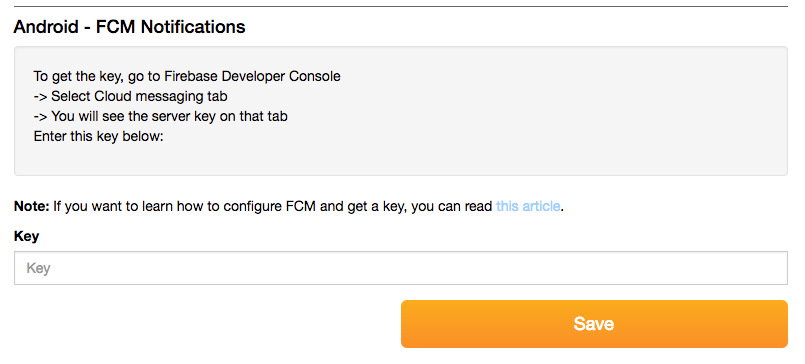 Android - FCM Notifications
To get the key, go to Firebase Developer Console
-> Select Cloud messaging tab
-> You will see the server key on that tab
Enter this key below:
Note: If you want to learn how to configure FCM and get a key, you can read this article.
Key
Key
Save